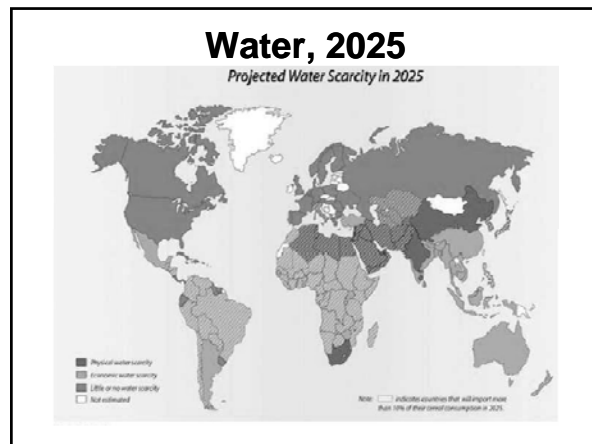 Water, 2025
Projected Water Scarcity in 2025
Physical water scarcity
Economic water scarcity
Little or no water scarcity
Not estimated
Note: indicates countries that will import more
than 10% of their cereal consumption in 2025.